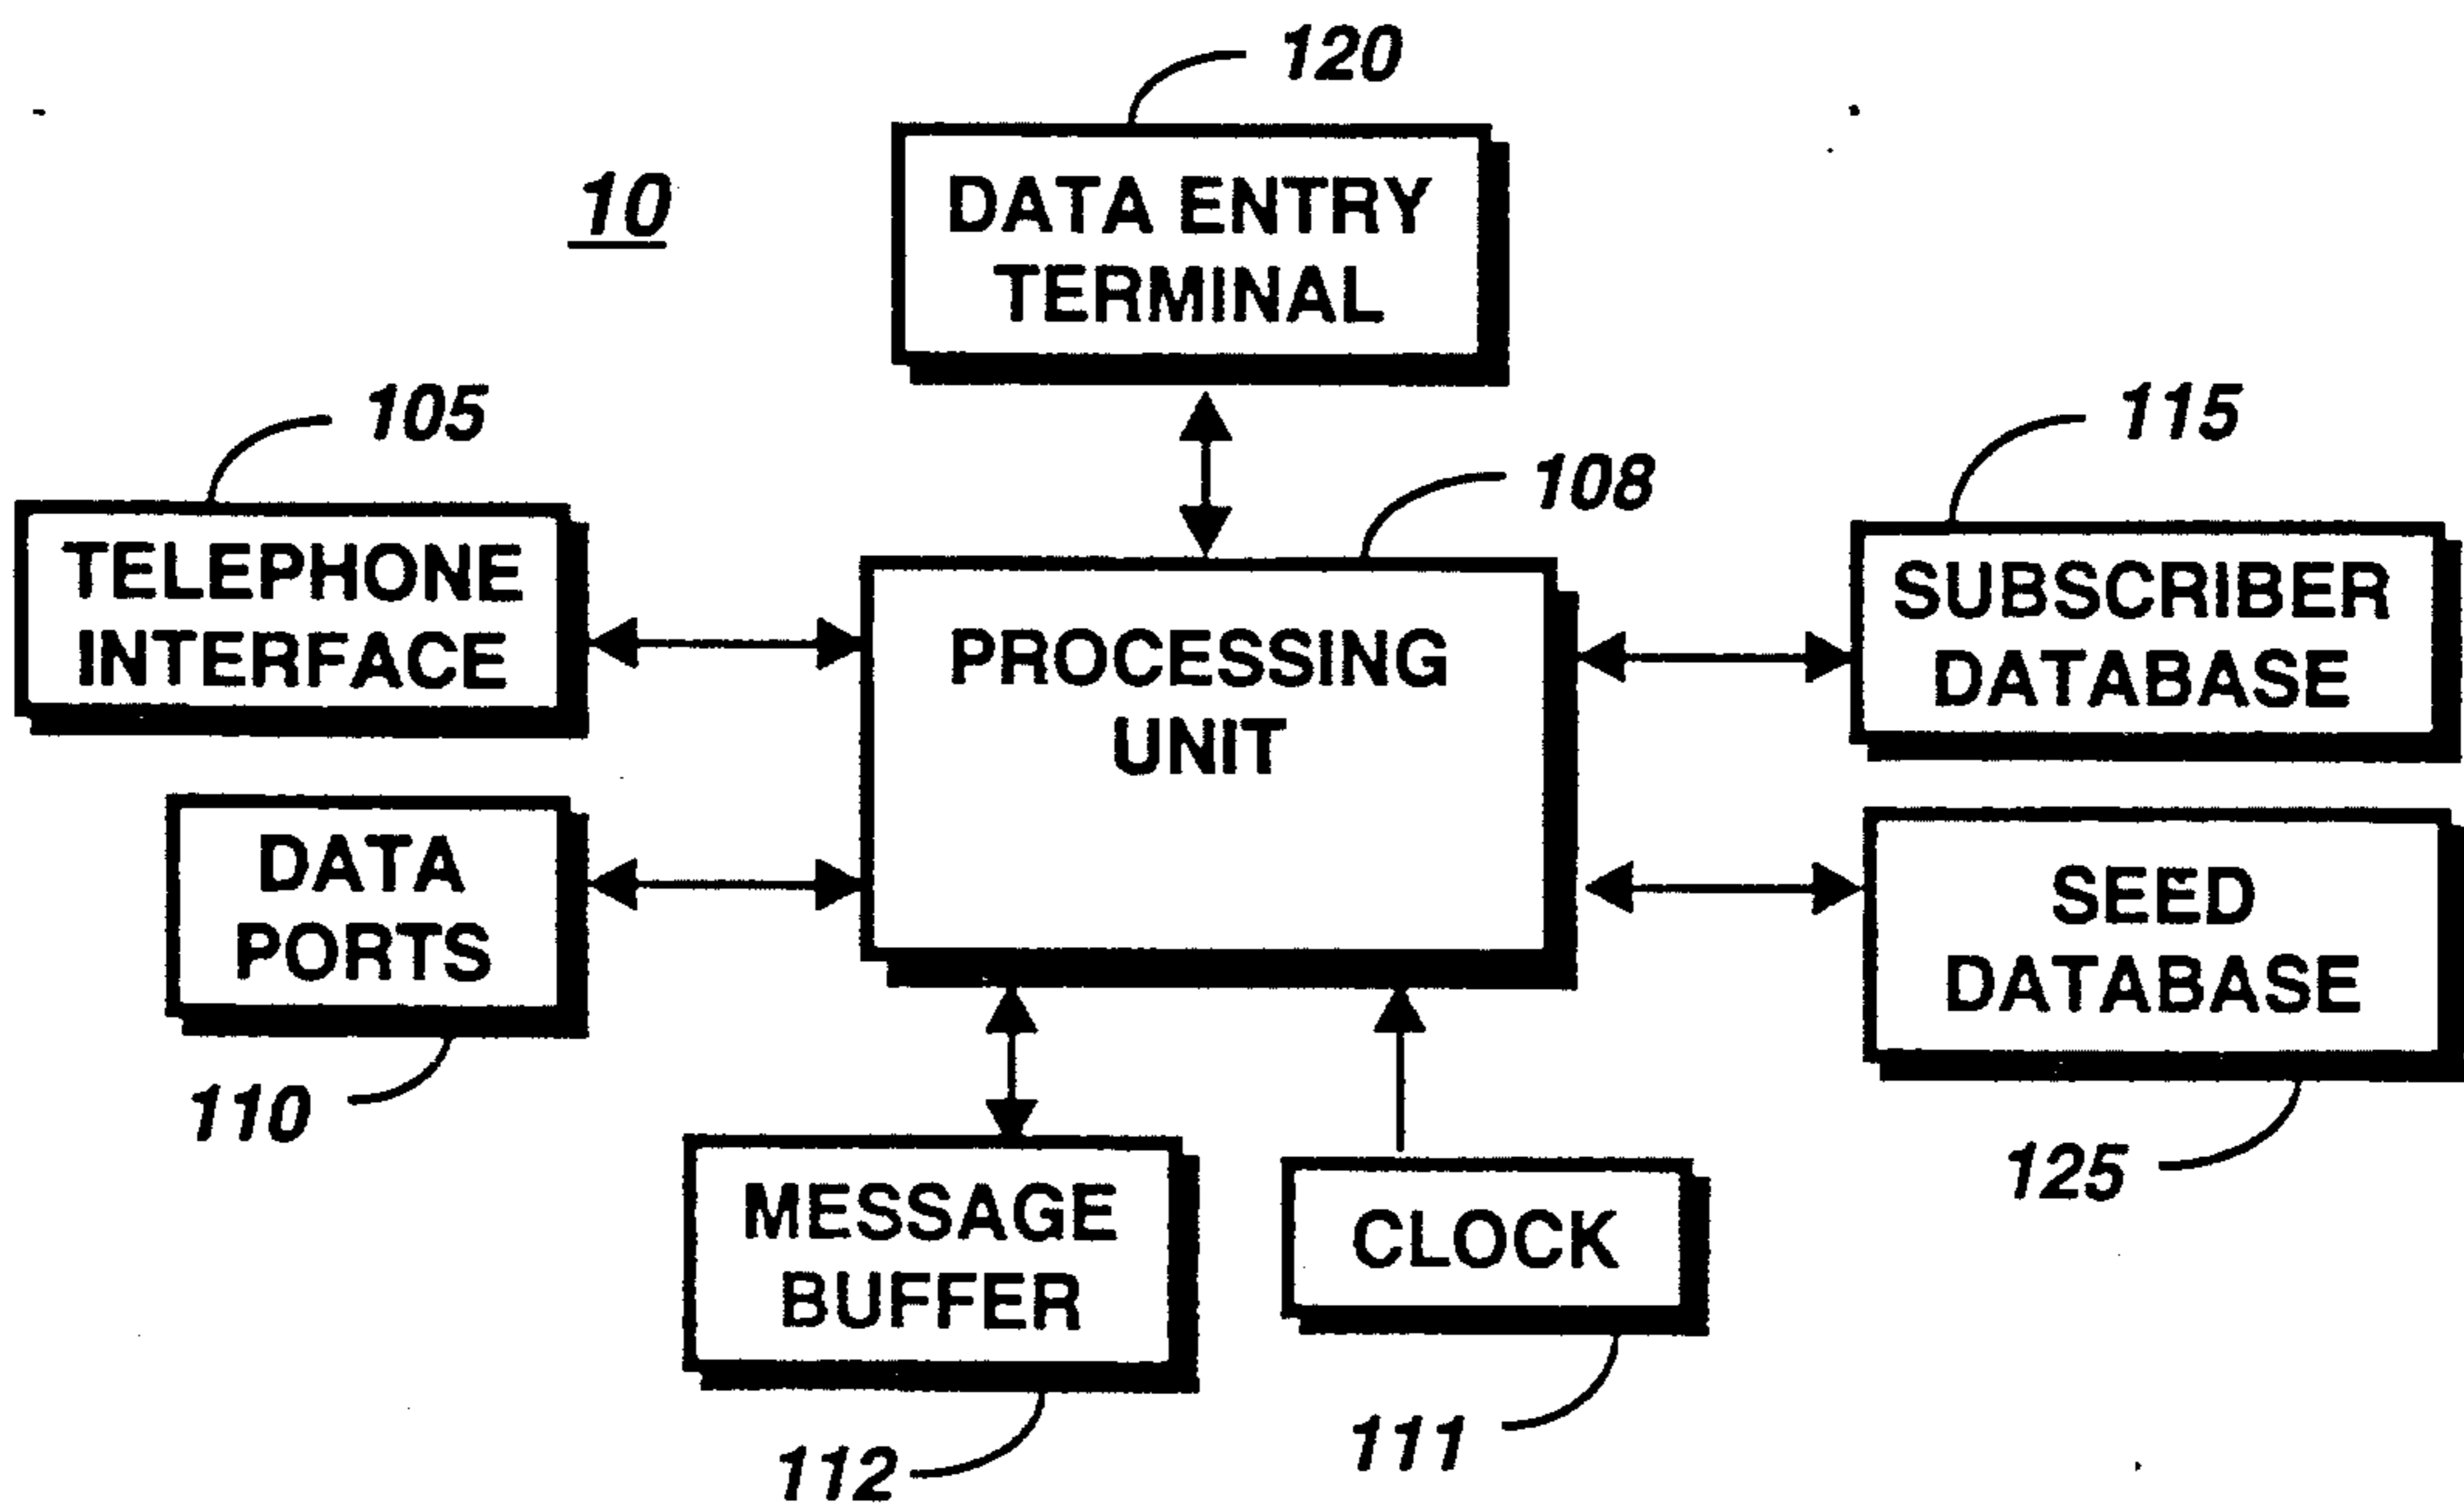 120
10
DATA ENTRY
TERMINAL
105
TELEPHONE
INTERFACE
108
PROCESSING
UNIT
115
SUBSCRIBER
DATABASE
DATA
PORTS
110
SEED
DATABASE
125
MESSAGE
BUFFER
112
CLOCK
111